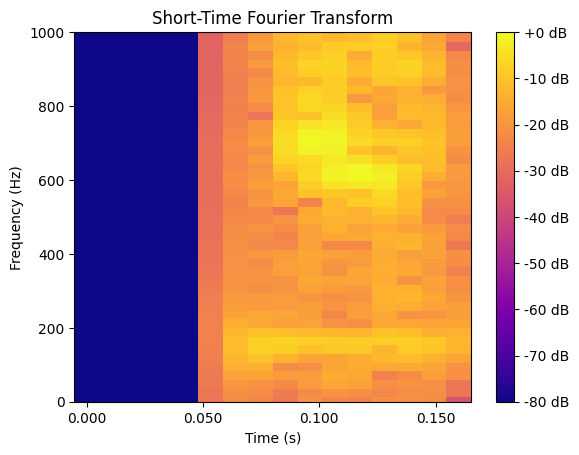 Short-Time Fourier Transform
1000
800
600
400
200
0
Frequency (Hz)
0.000
0.050
0.100
0.150
Time (s)
+0 dB
-10 dB
-20 dB
-30 dB
-40 dB
-50 dB
-60 dB
-70 dB
-80 dB